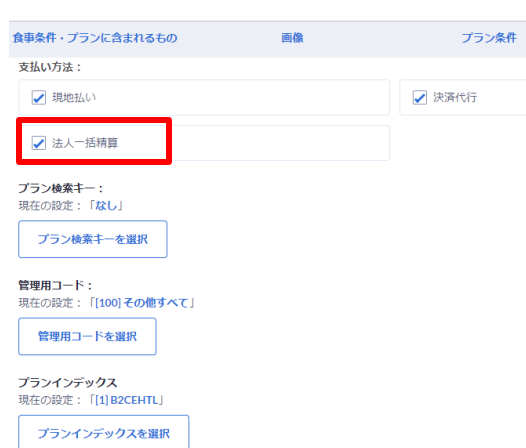 食事条件・プランに含まれるもの 画像 プラン条件
支払い方法：
現地払い 決済代行
法人一括精算
プラン検索キー：
現在の設定：「なし」
プラン検索キーを選択
管理用コード：
現在の設定：「[100] その他すべて」
管理用コードを選択
プランインデックス
現在の設定：「[1] B2CEHTL」
プランインデックスを選択